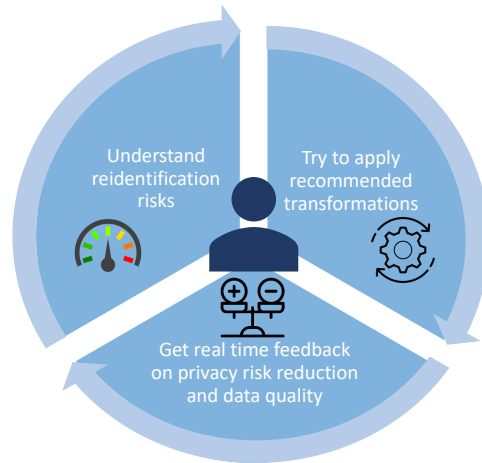 Understand
reidentification
risks
Try to apply
recommended
transformations
Get real time feedback
on privacy risk reduction
and data quality